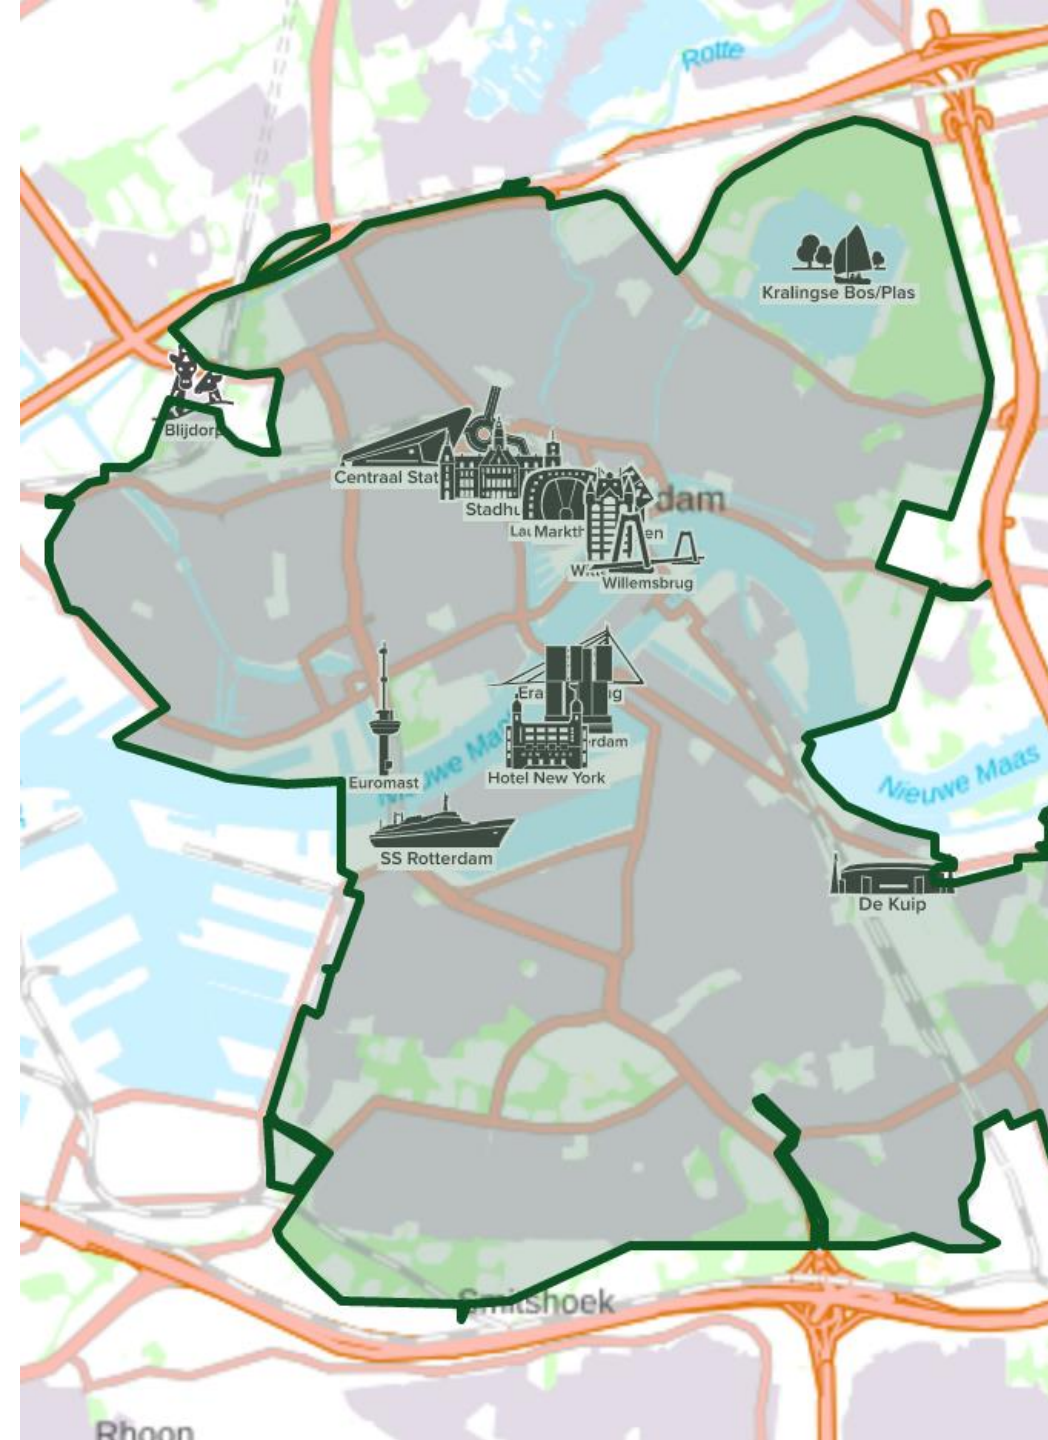 Rotte
Kralingse Bos/Plas
Blijdorp
Centraal Stat
dam
Stadhu
Markth
en
Willemsbrug
Era
ug
rdam
Nieuwe Maas
Hotel New York
Nieuwe Maas
Euromast
SS Rotterdam
De Kuip
Smitshoek
Rhoon